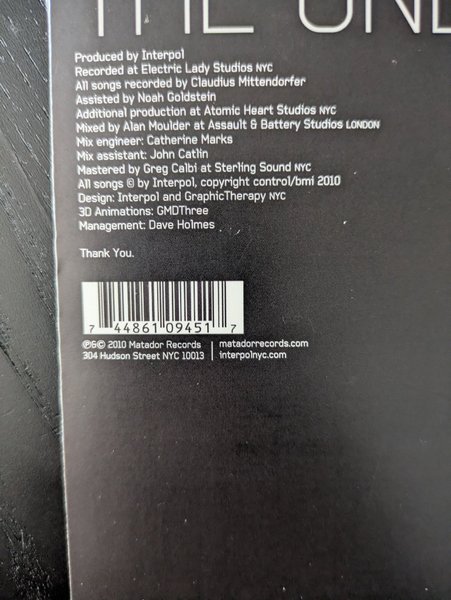 THE UND
Produced by Interpol
Recorded at Electric Lady Studios NYC
All songs recorded by Claudius Mittendorfer
Assisted by Noah Goldstein
Additional production at Atomic Heart Studios NYC
Mixed by Alan Moulder at Assault & Battery Studios LONDON
Mix engineer: Catherine Marks
Mix assistant: John Catlin
Mastered by Greg Calbi at Sterling Sound NYC
All songs © by Interpol, copyright control/bmi 2010
Design: Interpol and GraphicTherapy NYC
3D Animations: GMDThree
Management: Dave Holmes
Thank You.
7 44861 09451 7
℗&© 2010 Matador Records
304 Hudson Street NYC 10013
matadorrecords.com
interpolnyc.com